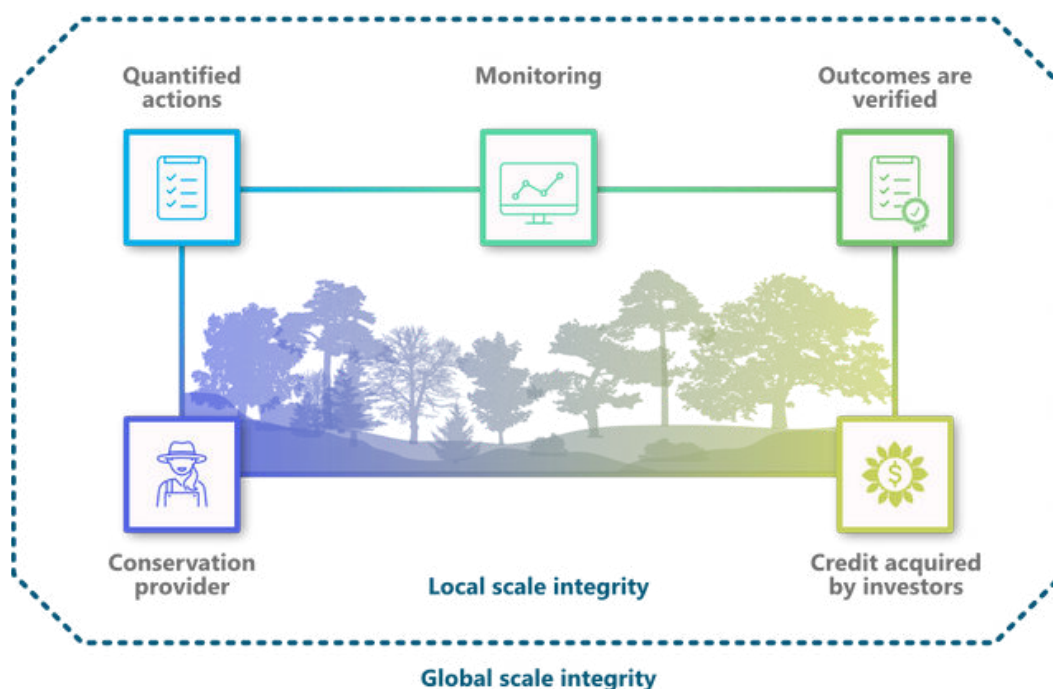 Quantified
actions
Monitoring
Outcomes are
verified
$
Conservation
provider
Credit acquired
by investors
Local scale integrity
Global scale integrity